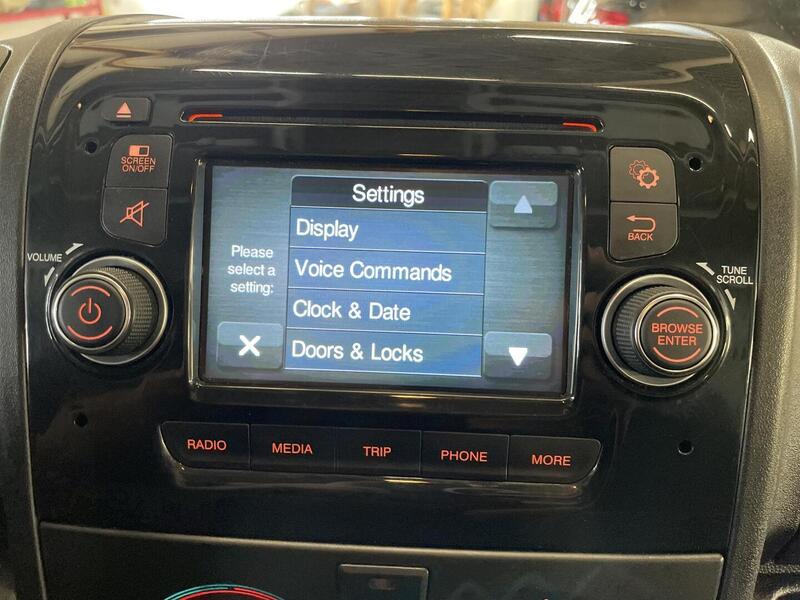 SCREEN
ON/OFF
VOLUME
Settings
Please
select a
setting:
Display
Voice Commands
Clock & Date
Doors & Locks
BACK
TUNE
SCROLL
BROWSE
ENTER
RADIO
MEDIA
TRIP
PHONE
MORE